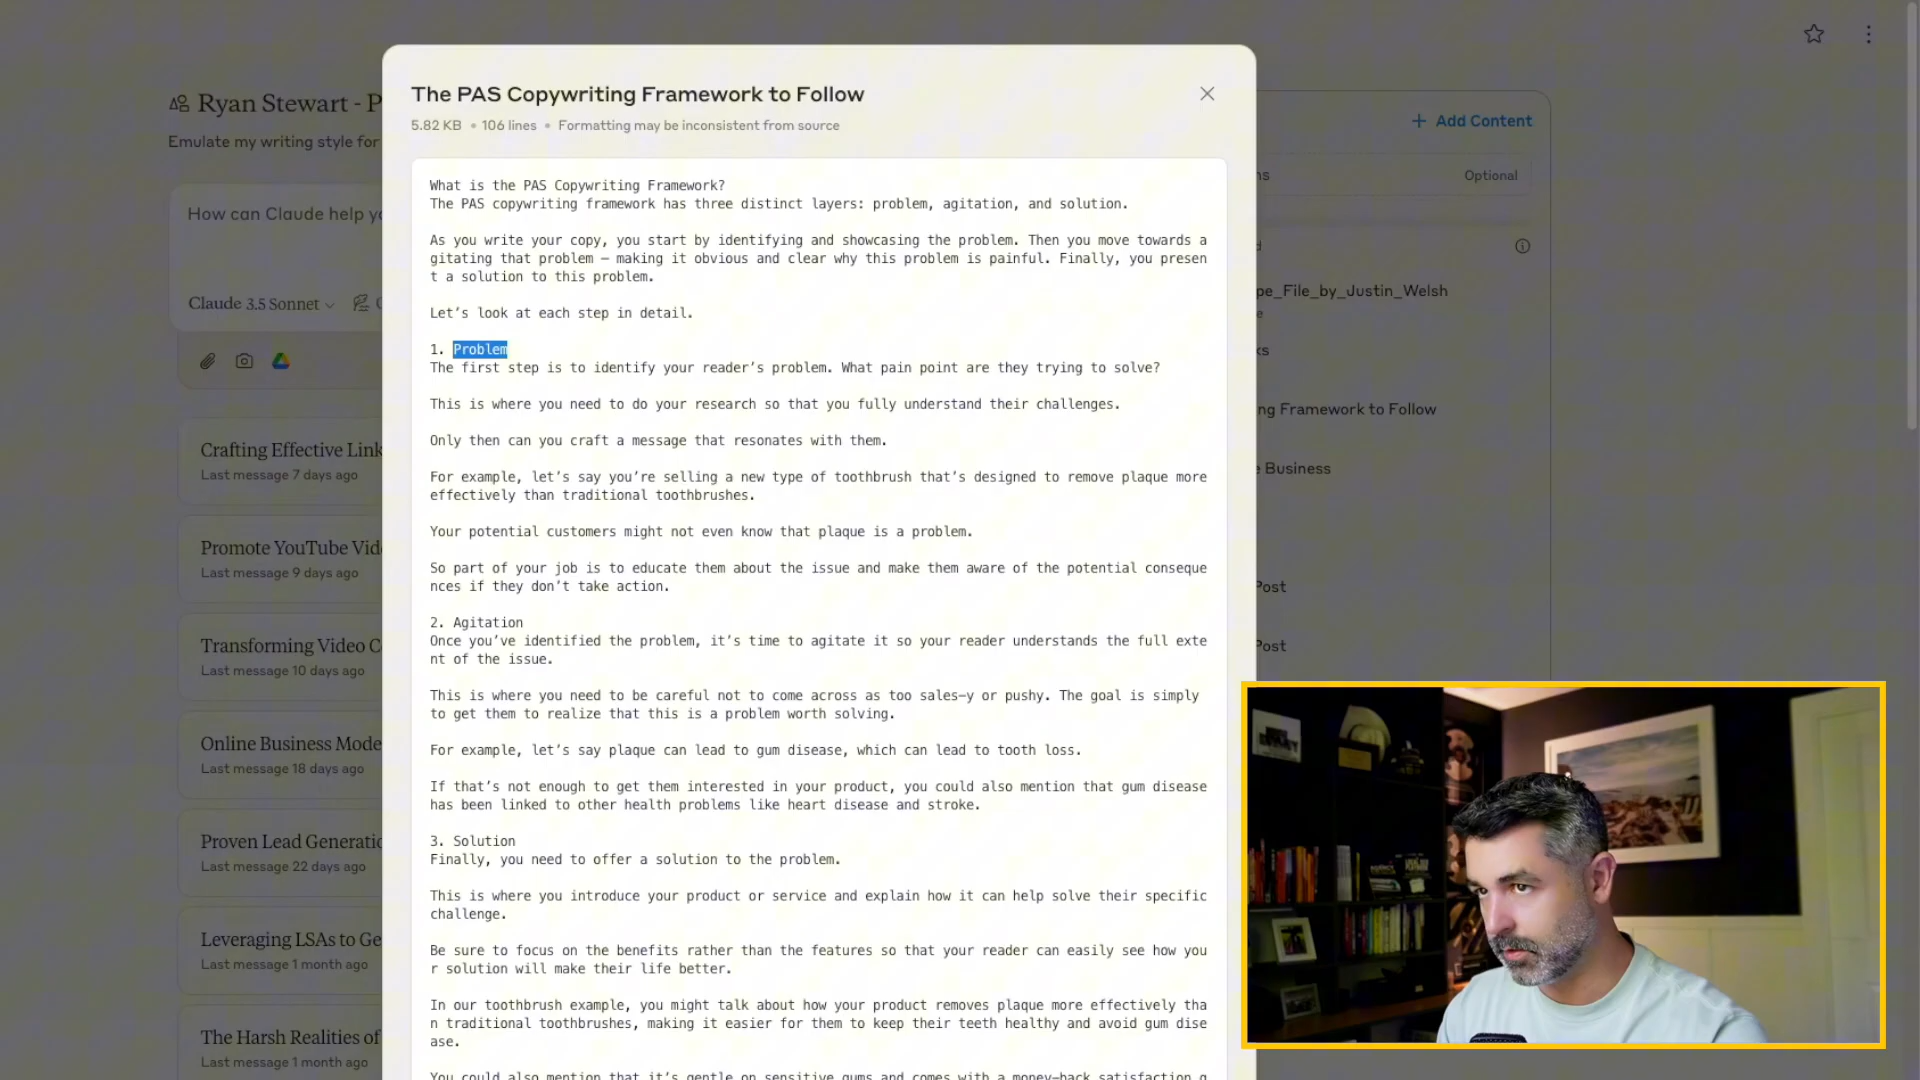 Ryan Stewart - P
Emulate my writing style for
How can Claude help yo
Claude 3.5 Sonnet
Crafting Effective Link
Last message 7 days ago
Promote YouTube Vid
Last message 9 days ago
Transforming Video C
Last message 10 days ago
Online Business Mode
Last message 18 days ago
Proven Lead Generatio
Last message 22 days ago
Leveraging LSAs to Ge
Last message 1 month ago
The Harsh Realities of
Last message 1 month ago
The PAS Copywriting Framework to Follow
5.82 KB • 106 lines • Formatting may be inconsistent from source
What is the PAS Copywriting Framework?
The PAS copywriting framework has three distinct layers: problem, agitation, and solution.
As you write your copy, you start by identifying and showcasing the problem. Then you move towards a
gitating that problem – making it obvious and clear why this problem is painful. Finally, you presen
t a solution to this problem.
Let’s look at each step in detail.
1. Problem
The first step is to identify your reader’s problem. What pain point are they trying to solve?
This is where you need to do your research so that you fully understand their challenges.
Only then can you craft a message that resonates with them.
For example, let’s say you’re selling a new type of toothbrush that’s designed to remove plaque more
effectively than traditional toothbrushes.
Your potential customers might not even know that plaque is a problem.
So part of your job is to educate them about the issue and make them aware of the potential conseque
nces if they don’t take action.
2. Agitation
Once you’ve identified the problem, it’s time to agitate it so your reader understands the full exte
nt of the issue.
This is where you need to be careful not to come across as too sales–y or pushy. The goal is simply
to get them to realize that this is a problem worth solving.
For example, let’s say plaque can lead to gum disease, which can lead to tooth loss.
If that’s not enough to get them interested in your product, you could also mention that gum disease
has been linked to other health problems like heart disease and stroke.
3. Solution
Finally, you need to offer a solution to the problem.
This is where you introduce your product or service and explain how it can help solve their specific
challenge.
Be sure to focus on the benefits rather than the features so that your reader can easily see how you
r solution will make their life better.
In our toothbrush example, you might talk about how your product removes plaque more effectively tha
n traditional toothbrushes, making it easier for them to keep their teeth healthy and avoid gum dise
ase.
You could also mention that it’s gentle on sensitive gums and comes with a money–back satisfaction g
+ Add Content
ns
Optional
pe_File_by_Justin_Welsh
ks
ng Framework to Follow
e Business
Post
Post